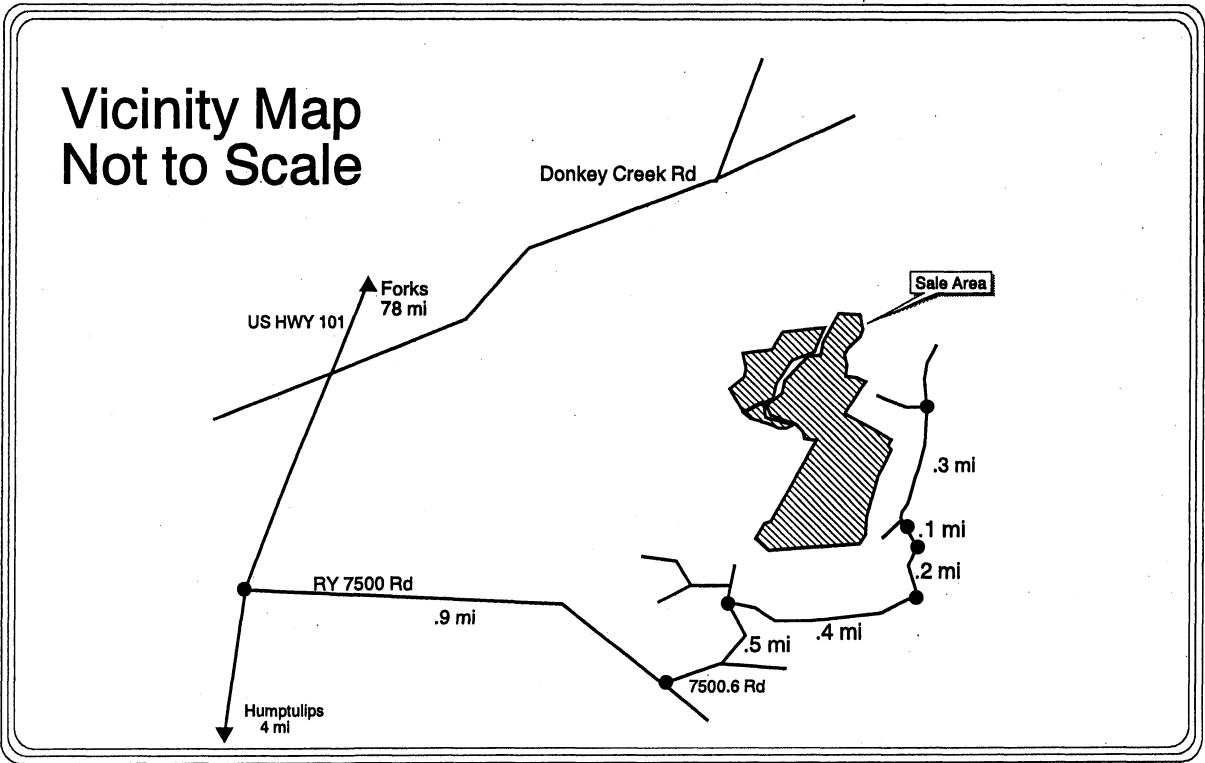 Vicinity Map
Not to Scale
Donkey Creek Rd
Sale Area
Forks
78 mi
US HWY 101
.3 mi
.1 mi
.2 mi
RY 7500 Rd
.9 mi
.4 mi
.5 mi
7500.6 Rd
Humptulips
4 mi